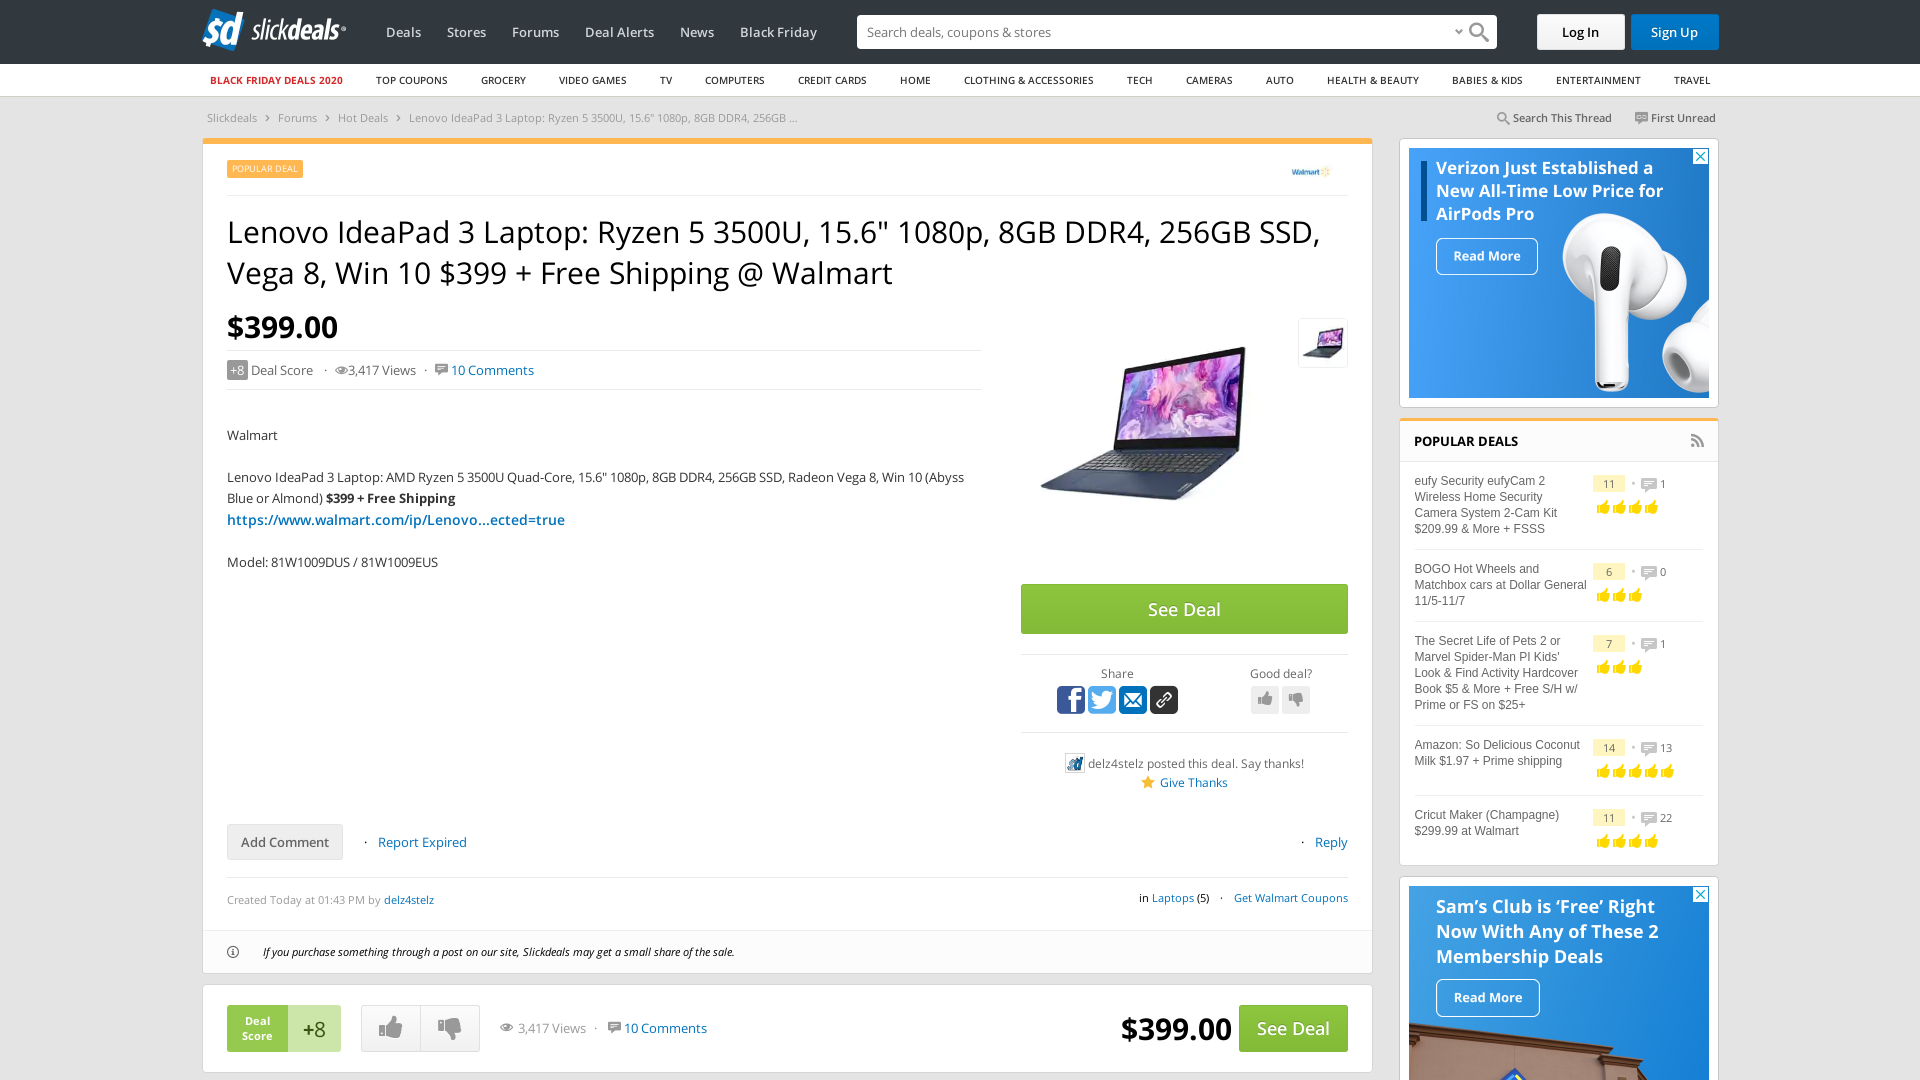 slickdeals
Deals
Stores
Forums
Deal Alerts
News
Black Friday
Search deals, coupons & shops
Log In
Sign Up
BLACK FRIDAY DEALS 2020
TOP COUPONS
GROCERY
VIDEO GAMES
TV
COMPUTERS
CREDIT CARDS
HOME
CLOTHING & ACCESSORIES
TECH
CAMERAS
AUTO
HEALTH & BEAUTY
BABIES & KIDS
ENTERTAINMENT
TRAVEL
Slickdeals › Forums › Hot Deals › Lenovo IdeaPad 3 Laptop: Ryzen 5 3500U, 15.6" 1080p, 8GB DDR4, 256GB ...
Search This Thread
First Unread
POPULAR DEAL
Walmart
Lenovo IdeaPad 3 Laptop: Ryzen 5 3500U, 15.6" 1080p, 8GB DDR4, 256GB SSD,
Vega 8, Win 10 $399 + Free Shipping @ Walmart
$399.00
+8 Deal Score · 3,417 Views · 10 Comments
Walmart
Lenovo IdeaPad 3 Laptop: AMD Ryzen 5 3500U Quad-Core, 15.6" 1080p, 8GB DDR4, 256GB SSD, Radeon Vega 8, Win 10 (Abyss
Blue or Almond) $399 + Free Shipping
https://www.walmart.com/ip/Lenovo...ected=true
Model: 81W1009DUS / 81W1009EUS
See Deal
Share
Good deal?
delz4stelz posted this deal. Say thanks!
Give Thanks
Add Comment
· Report Expired
· Reply
Created Today at 01:43 PM by delz4stelz
in Laptops (5) · Get Walmart Coupons
If you purchase something through a post on our site, Slickdeals may get a small share of the sale.
Deal
Score
+8
3,417 Views · 10 Comments
$399.00
See Deal
Verizon Just Established a
New All-Time Low Price for
AirPods Pro
Read More
POPULAR DEALS
eufy Security eufyCam 2
Wireless Home Security
Camera System 2-Cam Kit
$209.99 & More + FSSS
11 • 1
BOGO Hot Wheels and
Matchbox cars at Dollar General
11/5-11/7
6 • 0
The Secret Life of Pets 2 or
Marvel Spider-Man PI Kids'
Look & Find Activity Hardcover
Book $5 & More + Free S/H w/
Prime or FS on $25+
7 • 1
Amazon: So Delicious Coconut
Milk $1.97 + Prime shipping
14 • 13
Cricut Maker (Champagne)
$299.99 at Walmart
11 • 22
Sam's Club is 'Free' Right
Now With Any of These 2
Membership Deals
Read More